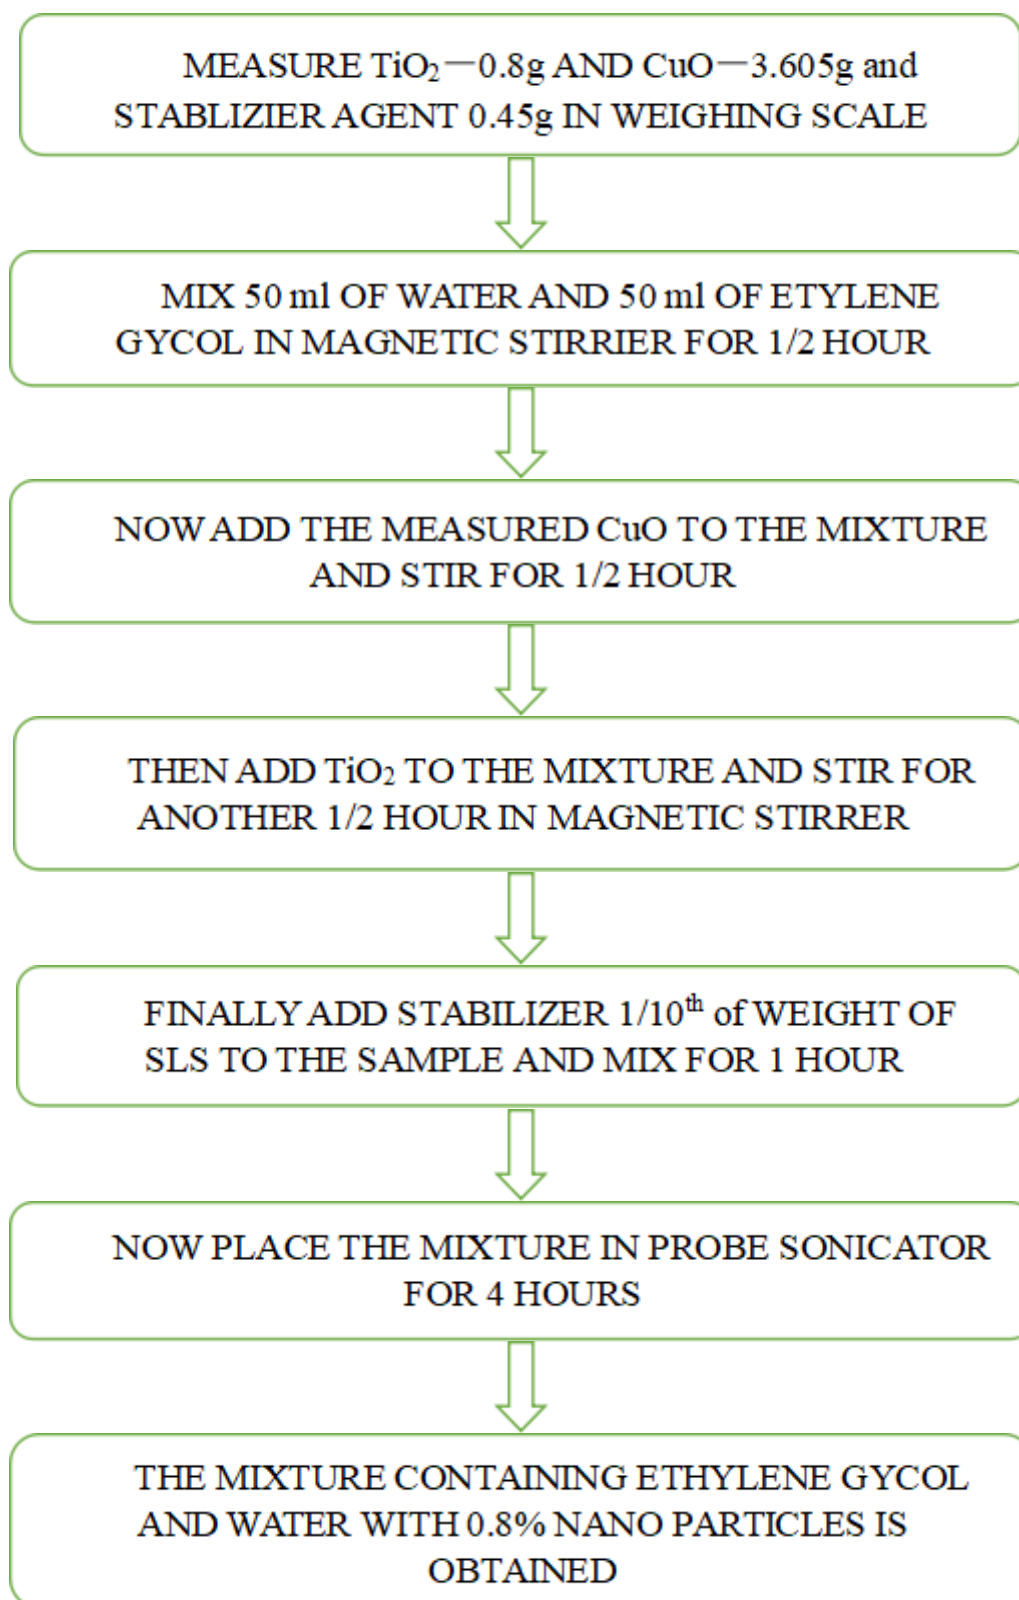 MEASURE TiO₂—0.8g AND CuO—3.605g and
STABLIZIER AGENT 0.45g IN WEIGHING SCALE
MIX 50 ml OF WATER AND 50 ml OF ETYLENE
GYCOL IN MAGNETIC STIRRIER FOR 1/2 HOUR
NOW ADD THE MEASURED CuO TO THE MIXTURE
AND STIR FOR 1/2 HOUR
THEN ADD TiO₂ TO THE MIXTURE AND STIR FOR
ANOTHER 1/2 HOUR IN MAGNETIC STIRRER
FINALLY ADD STABILIZER 1/10ᵗʰ of WEIGHT OF
SLS TO THE SAMPLE AND MIX FOR 1 HOUR
NOW PLACE THE MIXTURE IN PROBE SONICATOR
FOR 4 HOURS
THE MIXTURE CONTAINING ETHYLENE GYCOL
AND WATER WITH 0.8% NANO PARTICLES IS
OBTAINED